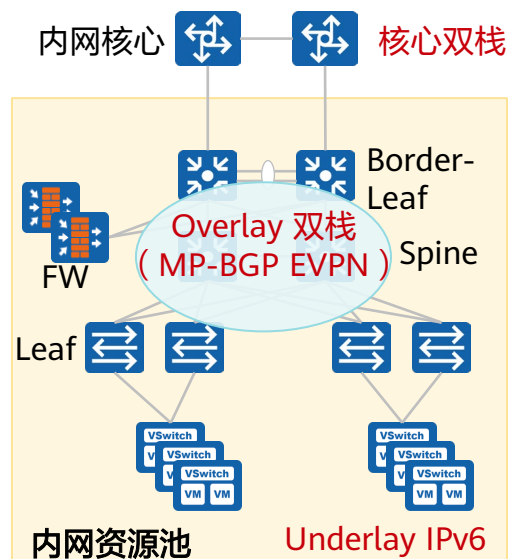 内网核心
核心双栈
Border-
Leaf
Overlay 双栈
（ MP-BGP EVPN ）
Spine
FW
Leaf
VSwitch
VSwitch
VSwitch
VM VM
VSwitch
VSwitch
VSwitch
VM VM
内网资源池
Underlay IPv6